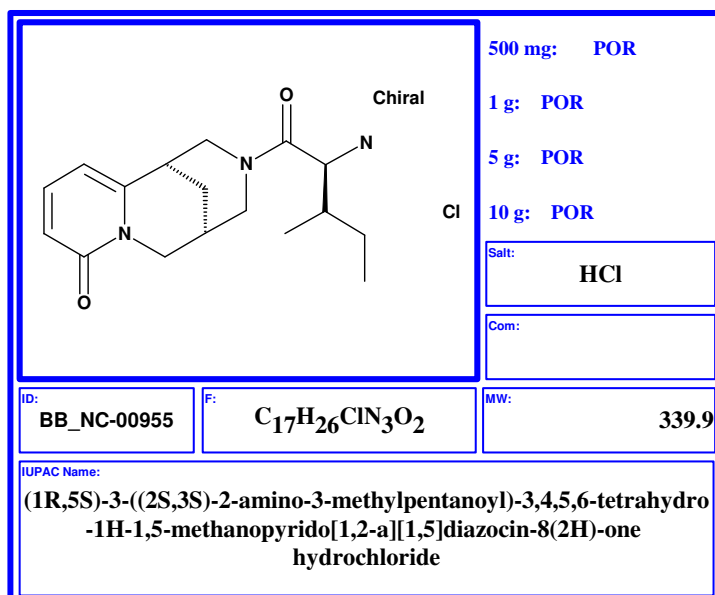 500 mg: POR
O
Chiral
1 g: POR
N
N
5 g: POR
Cl
10 g: POR
N
O
Salt:
HCl
Com:
ID:
BB_NC-00955
F:
C17H26ClN3O2
MW:
339.9
IUPAC Name:
(1R,5S)-3-((2S,3S)-2-amino-3-methylpentanoyl)-3,4,5,6-tetrahydro
-1H-1,5-methanopyrido[1,2-a][1,5]diazocin-8(2H)-one
hydrochloride